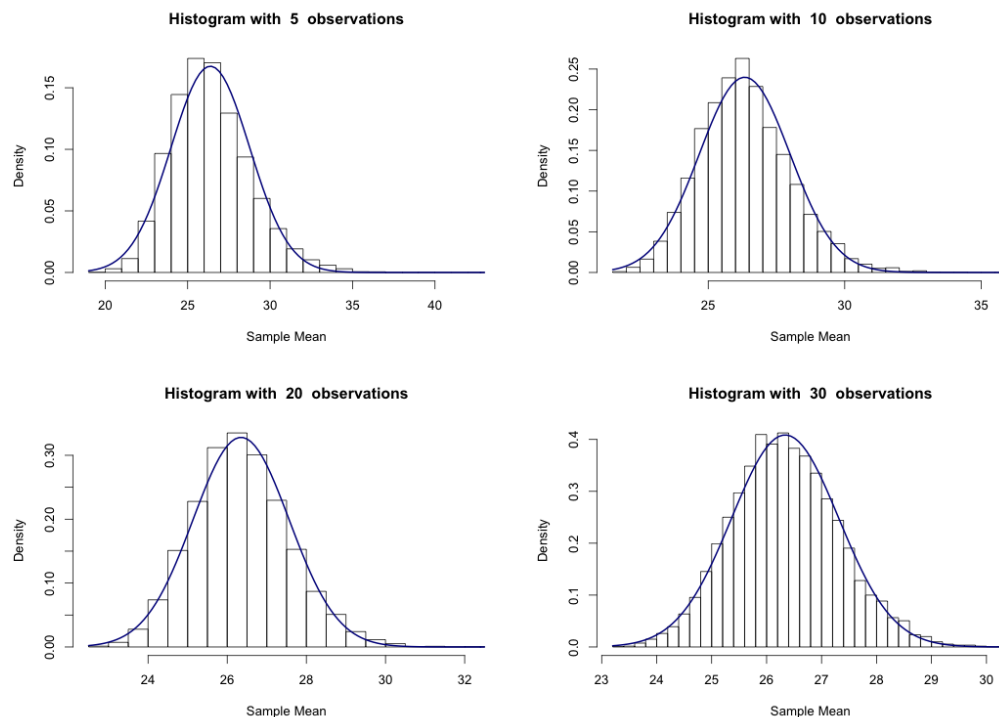 Histogram with 5 observations
Density
0.00 0.05 0.10 0.15
20 25 30 35 40
Sample Mean
Histogram with 10 observations
Density
0.00 0.05 0.10 0.15 0.20 0.25
25 30 35
Sample Mean
Histogram with 20 observations
Density
0.00 0.10 0.20 0.30
24 26 28 30 32
Sample Mean
Histogram with 30 observations
Density
0.0 0.1 0.2 0.3 0.4
23 24 25 26 27 28 29 30
Sample Mean